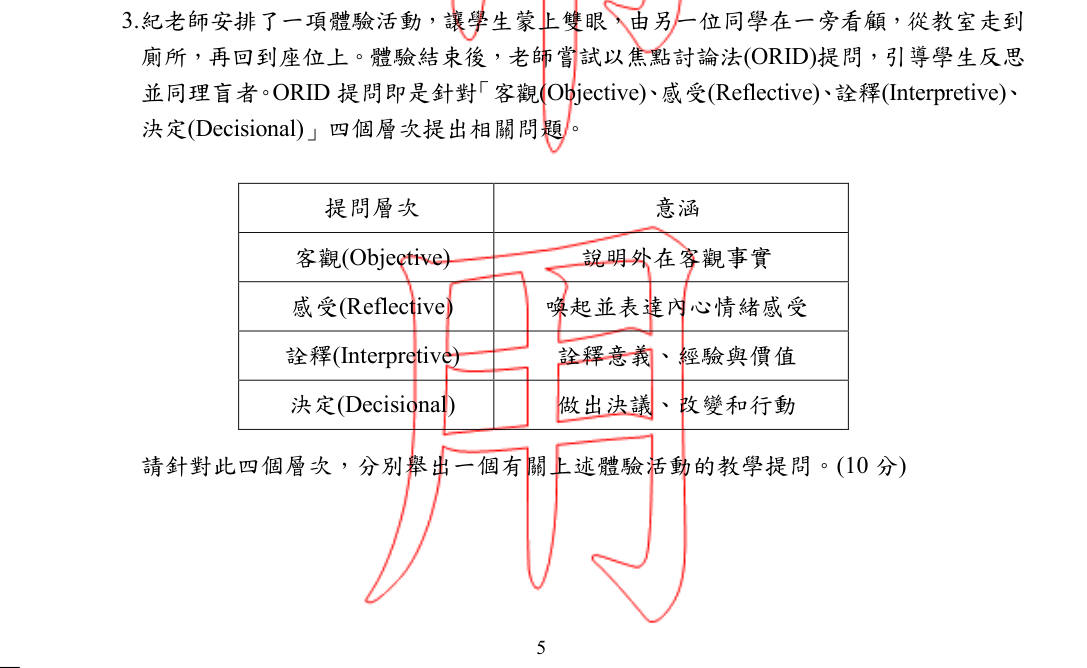 3.紀老師安排了一項體驗活動，讓學生蒙上雙眼，由另一位同學在一旁看顧，從教室走到
廁所，再回到座位上。體驗結束後，老師嘗試以焦點討論法(ORID)提問，引導學生反思
並同理盲者。ORID 提問即是針對「客觀(Objective)、感受(Reflective)、詮釋(Interpretive)、
決定(Decisional)」四個層次提出相關問題。
提問層次 意涵
客觀(Objective) 說明外在客觀事實
感受(Reflective) 喚起並表達內心情緒感受
詮釋(Interpretive) 詮釋意義、經驗與價值
決定(Decisional) 做出決議、改變和行動
請針對此四個層次，分別舉出一個有關上述體驗活動的教學提問。(10 分)
用
5